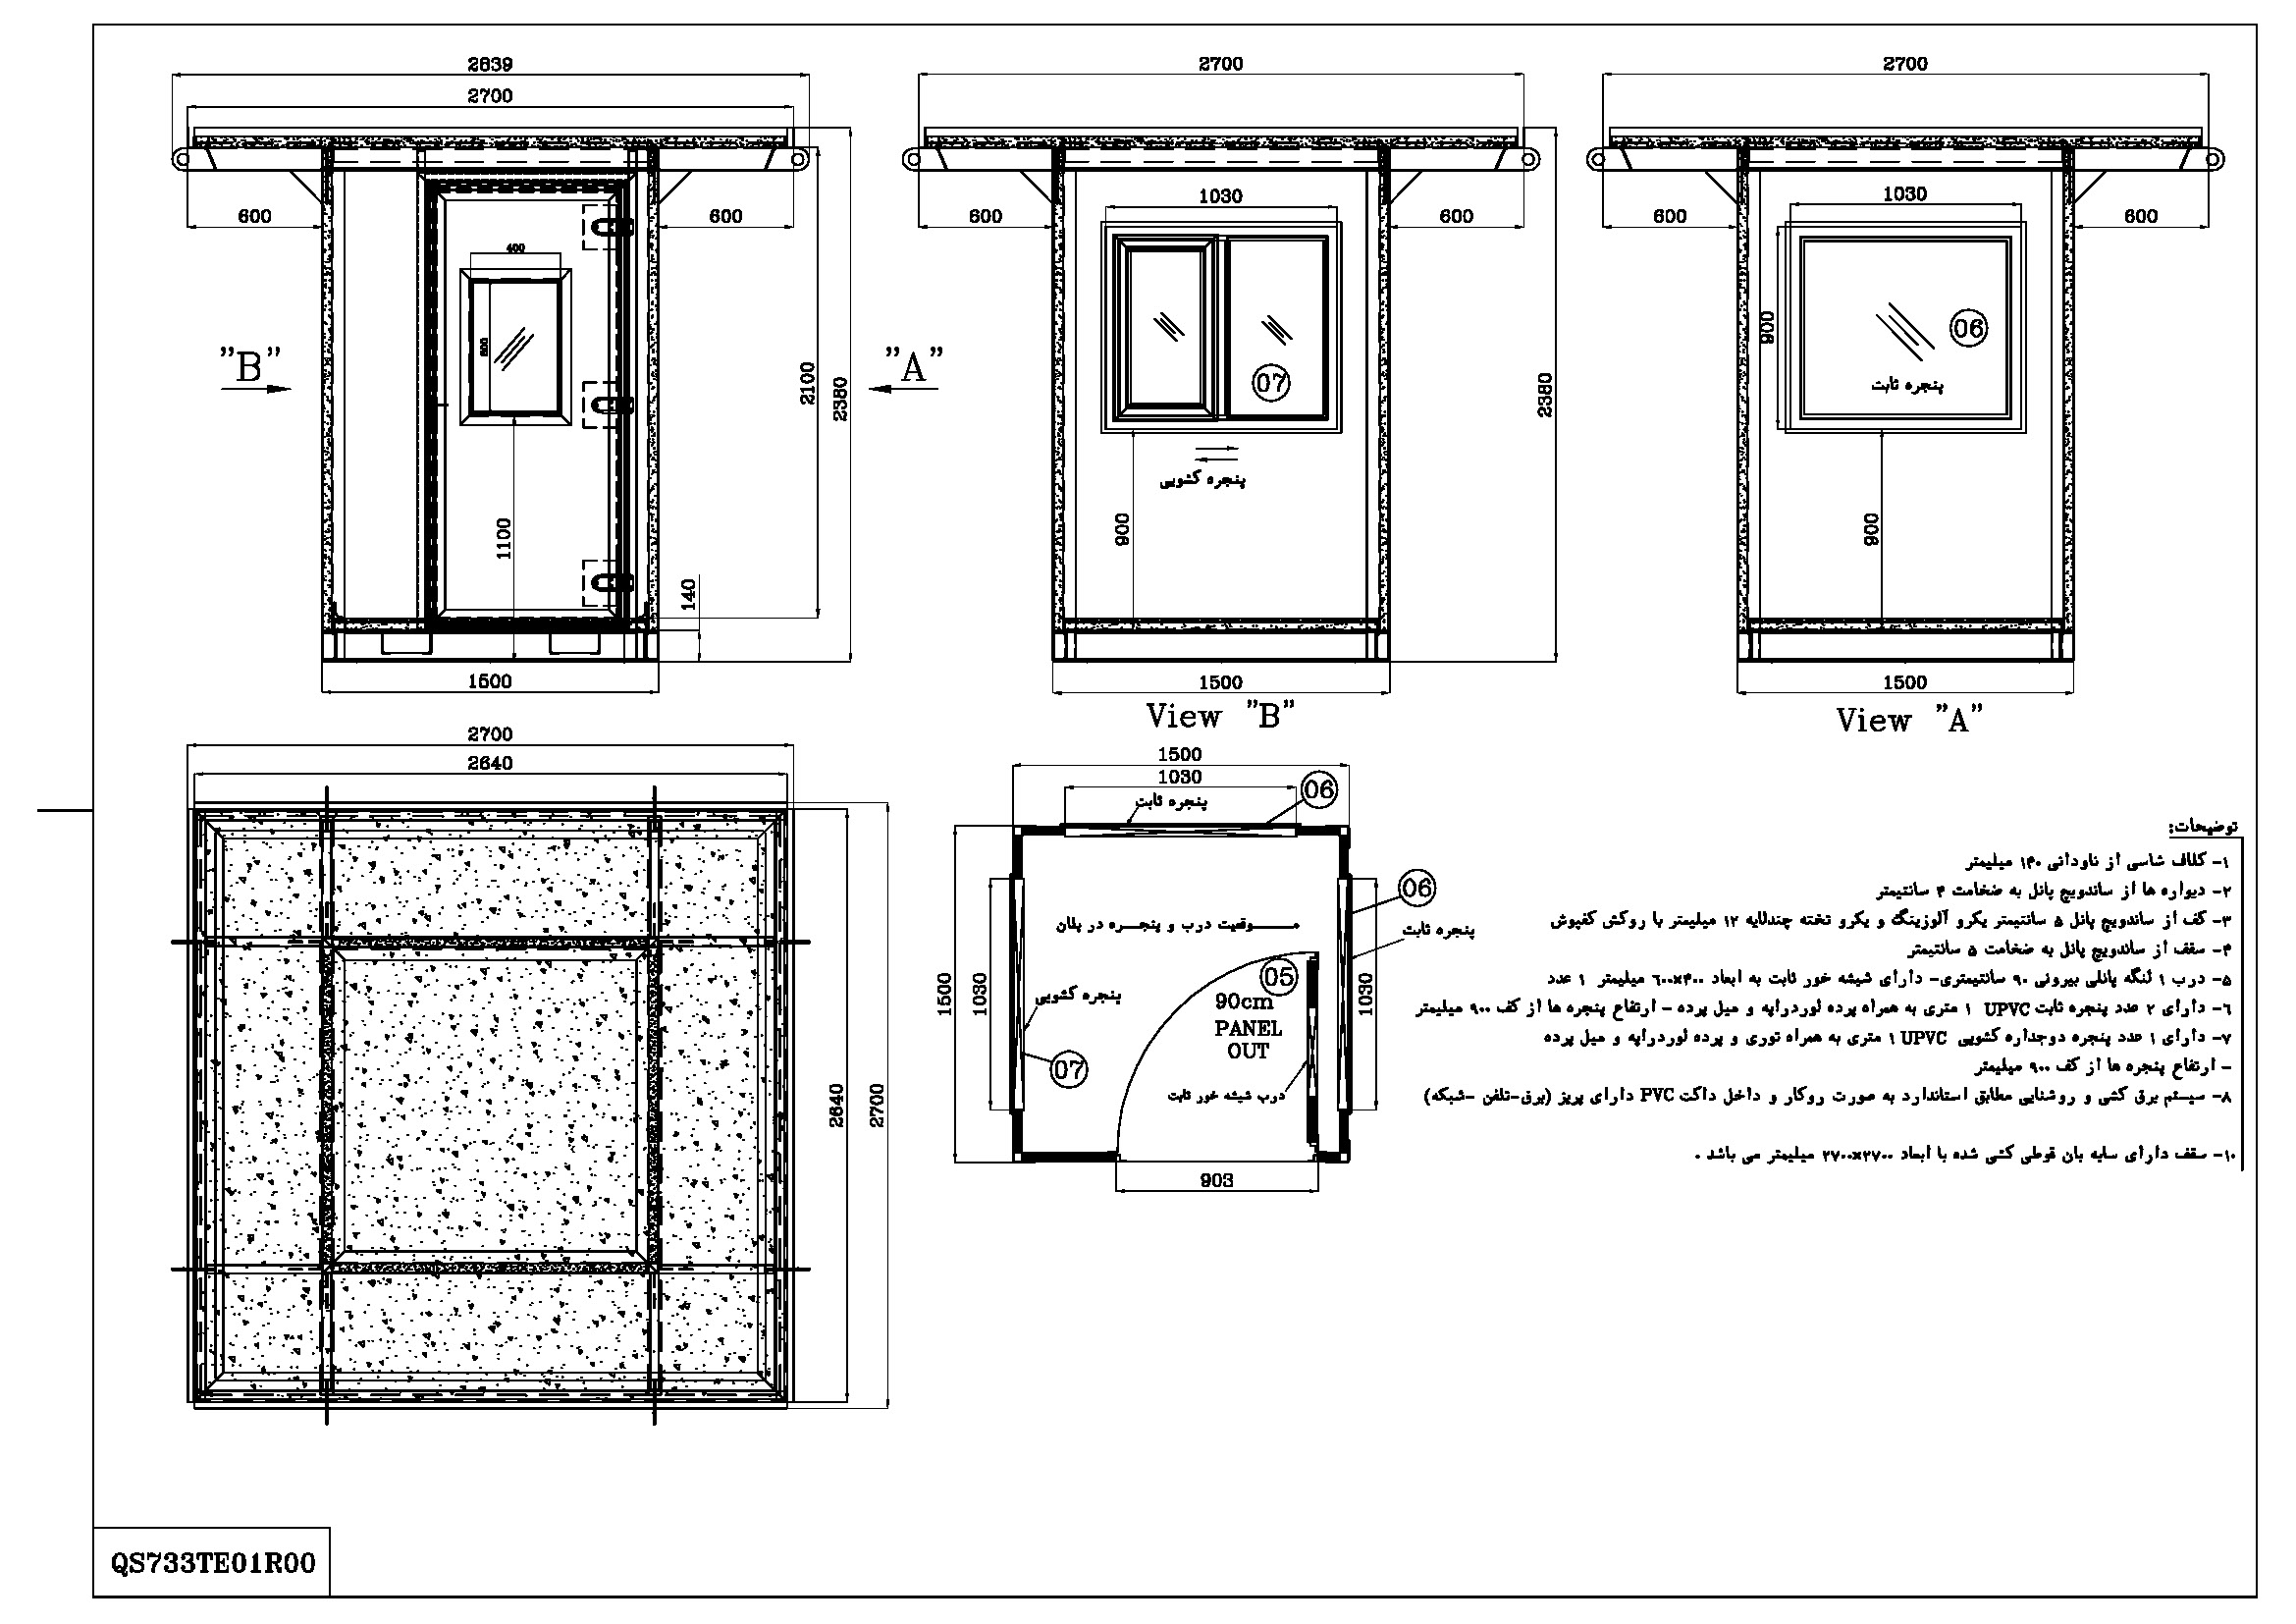 2839
2700
600
600
400
600
1100
140
2100
2380
"B"
"A"
1500
2700
600
600
1030
07
پنجره کشویی
900
2380
1500
View "B"
2700
600
600
1030
900
06
پنجره ثابت
900
1500
View "A"
2700
2640
2640
2700
1500
1030
06
پنجره ثابت
06
پنجره ثابت
موقیت درب و پنجره در پلان
05
90cm
PANEL
OUT
درب شیشه خور ثابت
پنجره کشویی
07
1500
1030
1030
903
توضیحات:
۱- کلاف شاسی از ناودانی ۱۴۰ میلیمتر
۲- دیواره ها از ساندویچ پانل به ضخامت ۴ سانتیمتر
۳- کف از ساندویچ پانل ۵ سانتیمتر یکرو آلوزینگ و یکرو تخته چندلایه ۱۲ میلیمتر با روکش کفپوش
۴- سقف از ساندویچ پانل به ضخامت ۵ سانتیمتر
۵- درب ۱ لنگه پانلی بیرونی ۹۰ سانتیمتری- دارای شیشه خور ثابت به ابعاد ۶۰۰x۴۰۰ میلیمتر ۱ عدد
۶- دارای ۲ عدد پنجره ثابت UPVC ۱ متری به همراه پرده لوردراپه و میل پرده - ارتفاع پنجره ها از کف ۹۰۰ میلیمتر
۷- دارای ۱ عدد پنجره دوجداره کشویی UPVC ۱ متری به همراه توری و پرده لوردراپه و میل پرده
- ارتفاع پنجره ها از کف ۹۰۰ میلیمتر
۸- سیستم برق کشی و روشنایی مطابق استاندارد به صورت روکار و داخل داکت PVC دارای پریز (برق-تلفن -شبکه)
۱۰- سقف دارای سایه بان قوطی کشی شده با ابعاد ۲۷۰۰x۲۷۰۰ میلیمتر می باشد .
QS733TE01R00